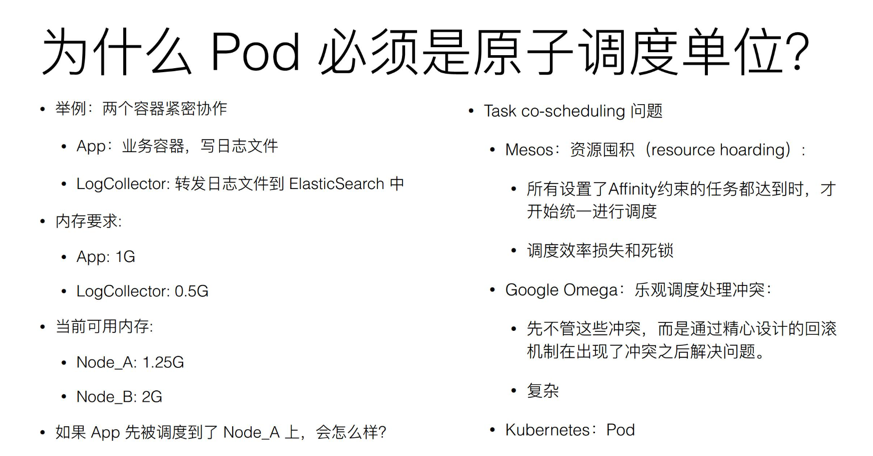 为什么 Pod 必须是原子调度单位？
• 举例：两个容器紧密协作
• App：业务容器，写日志文件
• LogCollector: 转发日志文件到 ElasticSearch 中
• 内存要求:
• App: 1G
• LogCollector: 0.5G
• 当前可用内存:
• Node_A: 1.25G
• Node_B: 2G
• 如果 App 先被调度到了 Node_A 上，会怎么样？
• Task co-scheduling 问题
• Mesos：资源囤积（resource hoarding）:
• 所有设置了Affinity约束的任务都达到时，才
开始统一进行调度
• 调度效率损失和死锁
• Google Omega：乐观调度处理冲突：
• 先不管这些冲突，而是通过精心设计的回滚
机制在出现了冲突之后解决问题。
• 复杂
• Kubernetes：Pod